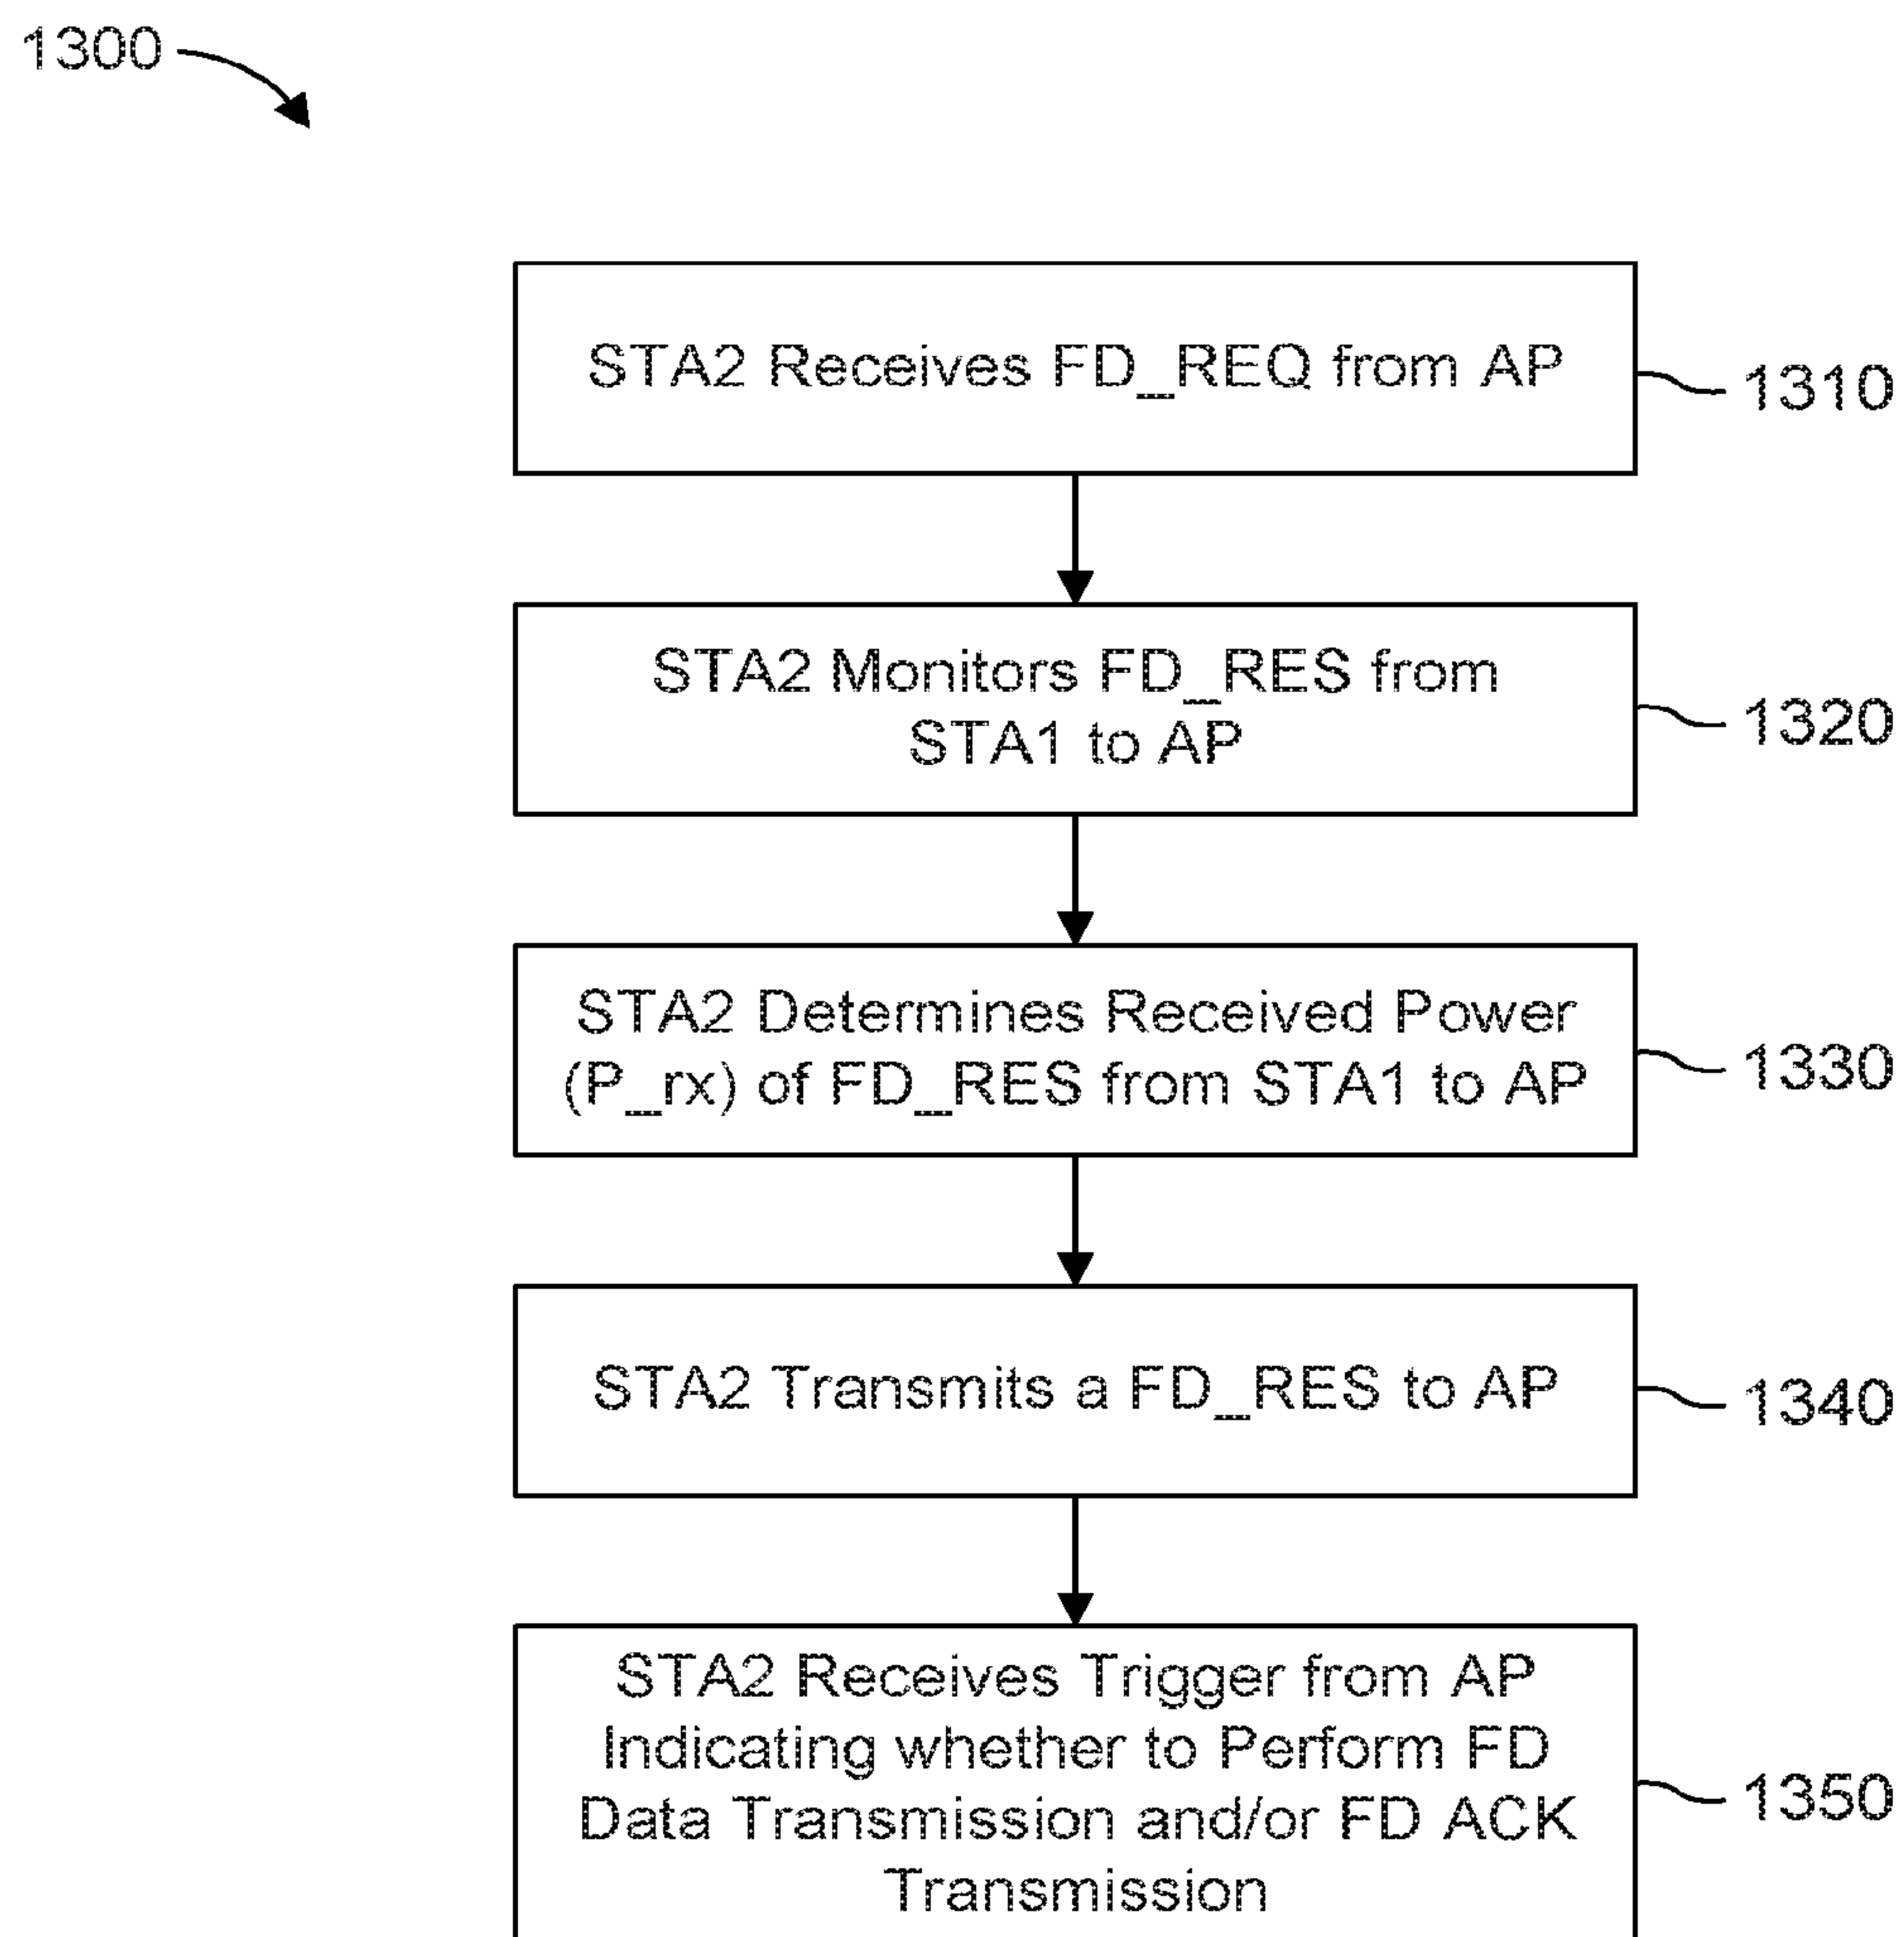 1300
STA2 Receives FD_REQ from AP
1310
STA2 Monitors FD_RES from
STA1 to AP
1320
STA2 Determines Received Power
(P_rx) of FD_RES from STA1 to AP
1330
STA2 Transmits a FD_RES to AP
1340
STA2 Receives Trigger from AP
Indicating whether to Perform FD
Data Transmission and/or FD ACK
Transmission
1350